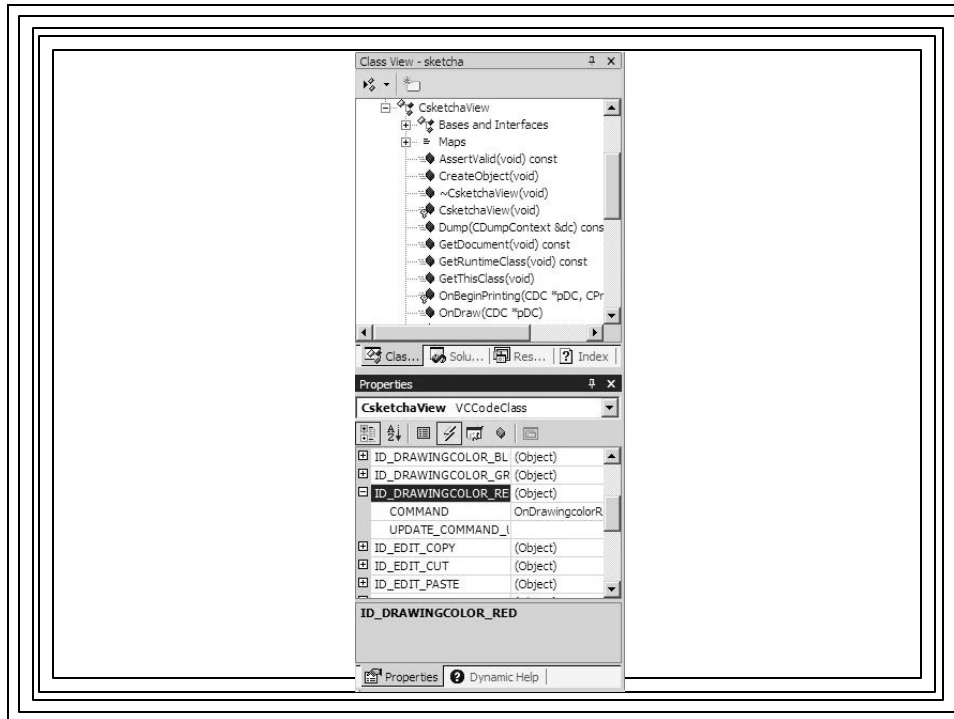 Class View - sketcha
CsketchaView
Bases and Interfaces
Maps
AssertValid(void) const
CreateObject(void)
~CsketchaView(void)
CsketchaView(void)
Dump(CDumpContext &dc) cons
GetDocument(void) const
GetRuntimeClass(void) const
GetThisClass(void)
OnBeginPrinting(CDC *pDC, CPr
OnDraw(CDC *pDC)
Clas... Solu... Res... Index
Properties
CsketchaView VCCodeClass
ID_DRAWINGCOLOR_BL (Object)
ID_DRAWINGCOLOR_GR (Object)
ID_DRAWINGCOLOR_RE (Object)
COMMAND OnDrawingcolorR
UPDATE_COMMAND_U
ID_EDIT_COPY (Object)
ID_EDIT_CUT (Object)
ID_EDIT_PASTE (Object)
ID_DRAWINGCOLOR_RED
Properties Dynamic Help